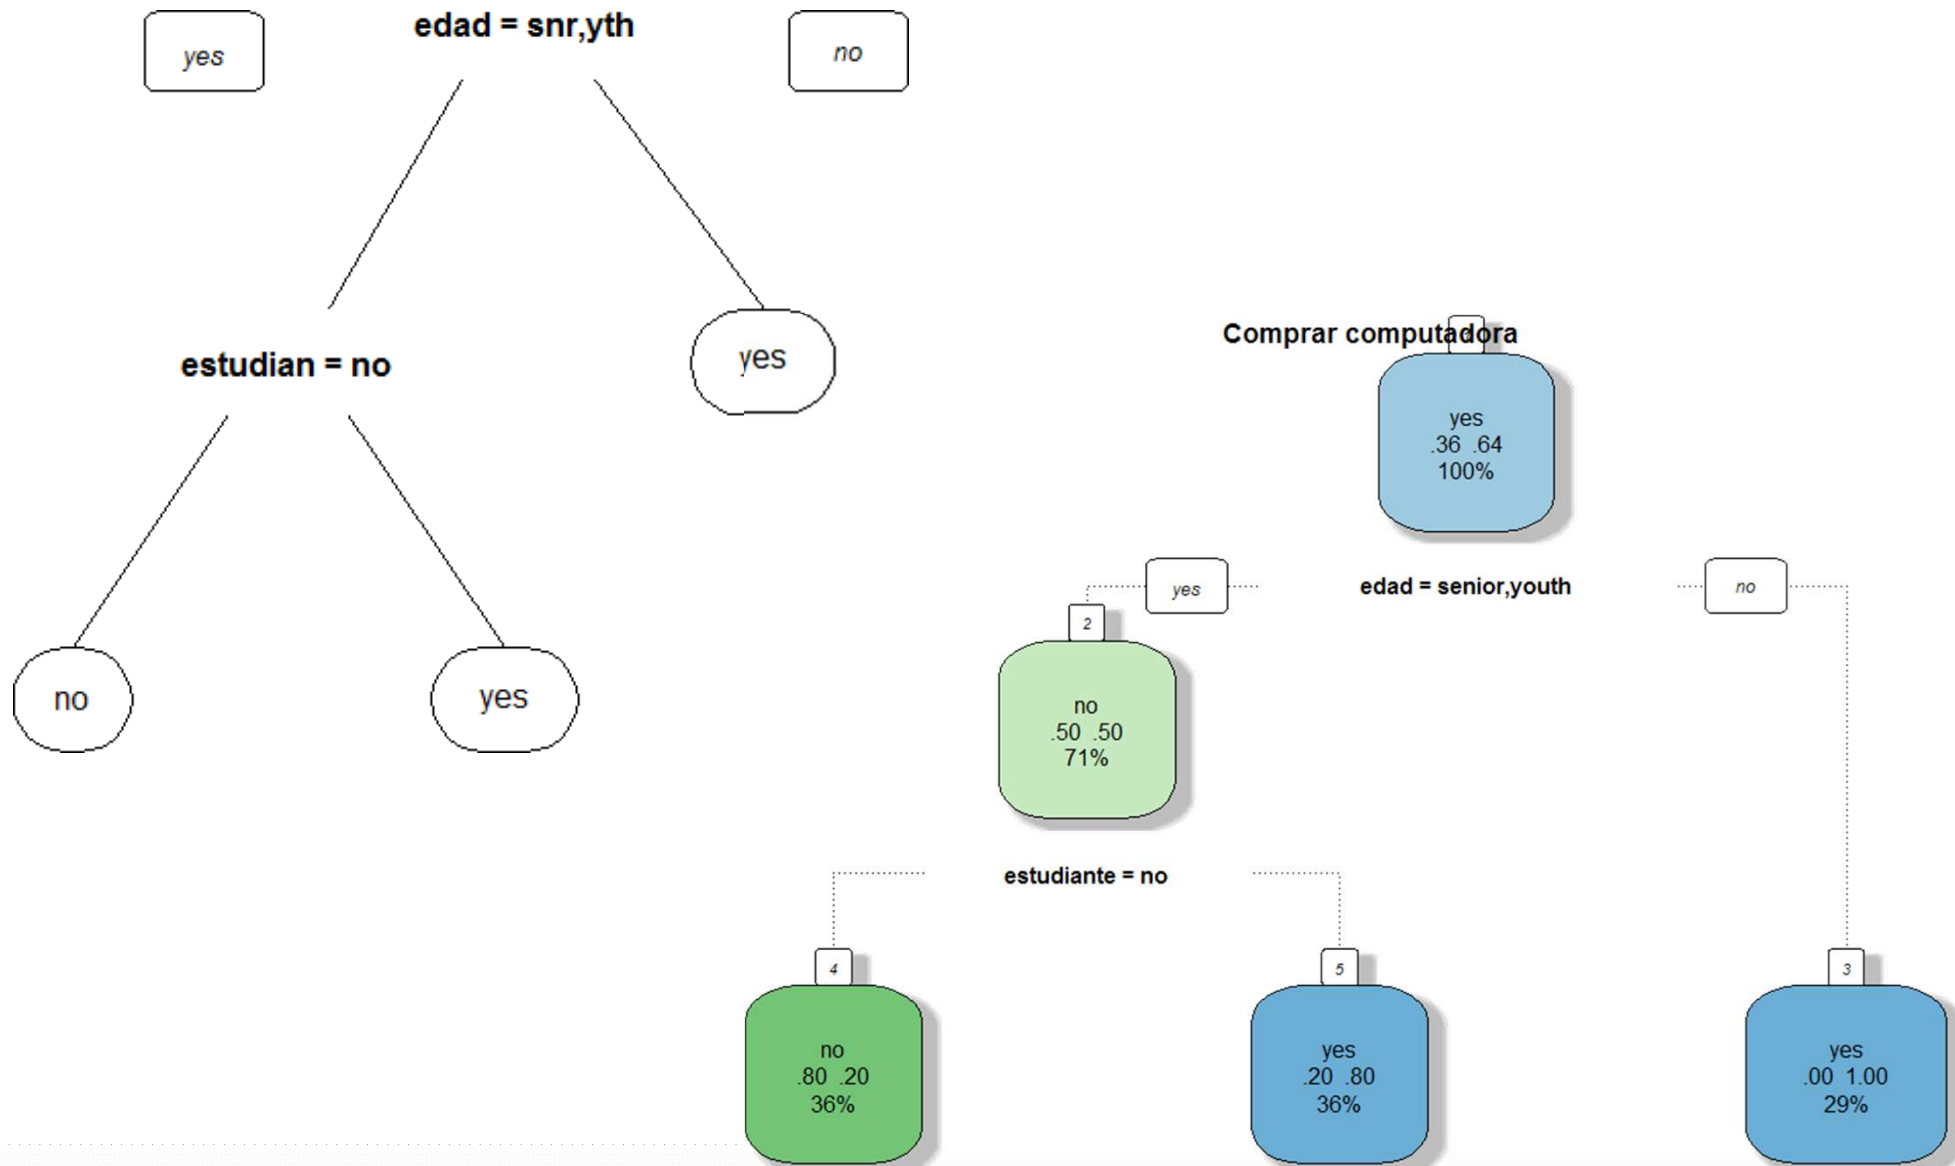 yes
edad = snr,yth
no
estudian = no
yes
no
yes
Comprar computadora
yes
.36 .64
100%
yes
edad = senior,youth
no
2
no
.50 .50
71%
estudiante = no
4
5
3
no
.80 .20
36%
yes
.20 .80
36%
yes
.00 1.00
29%